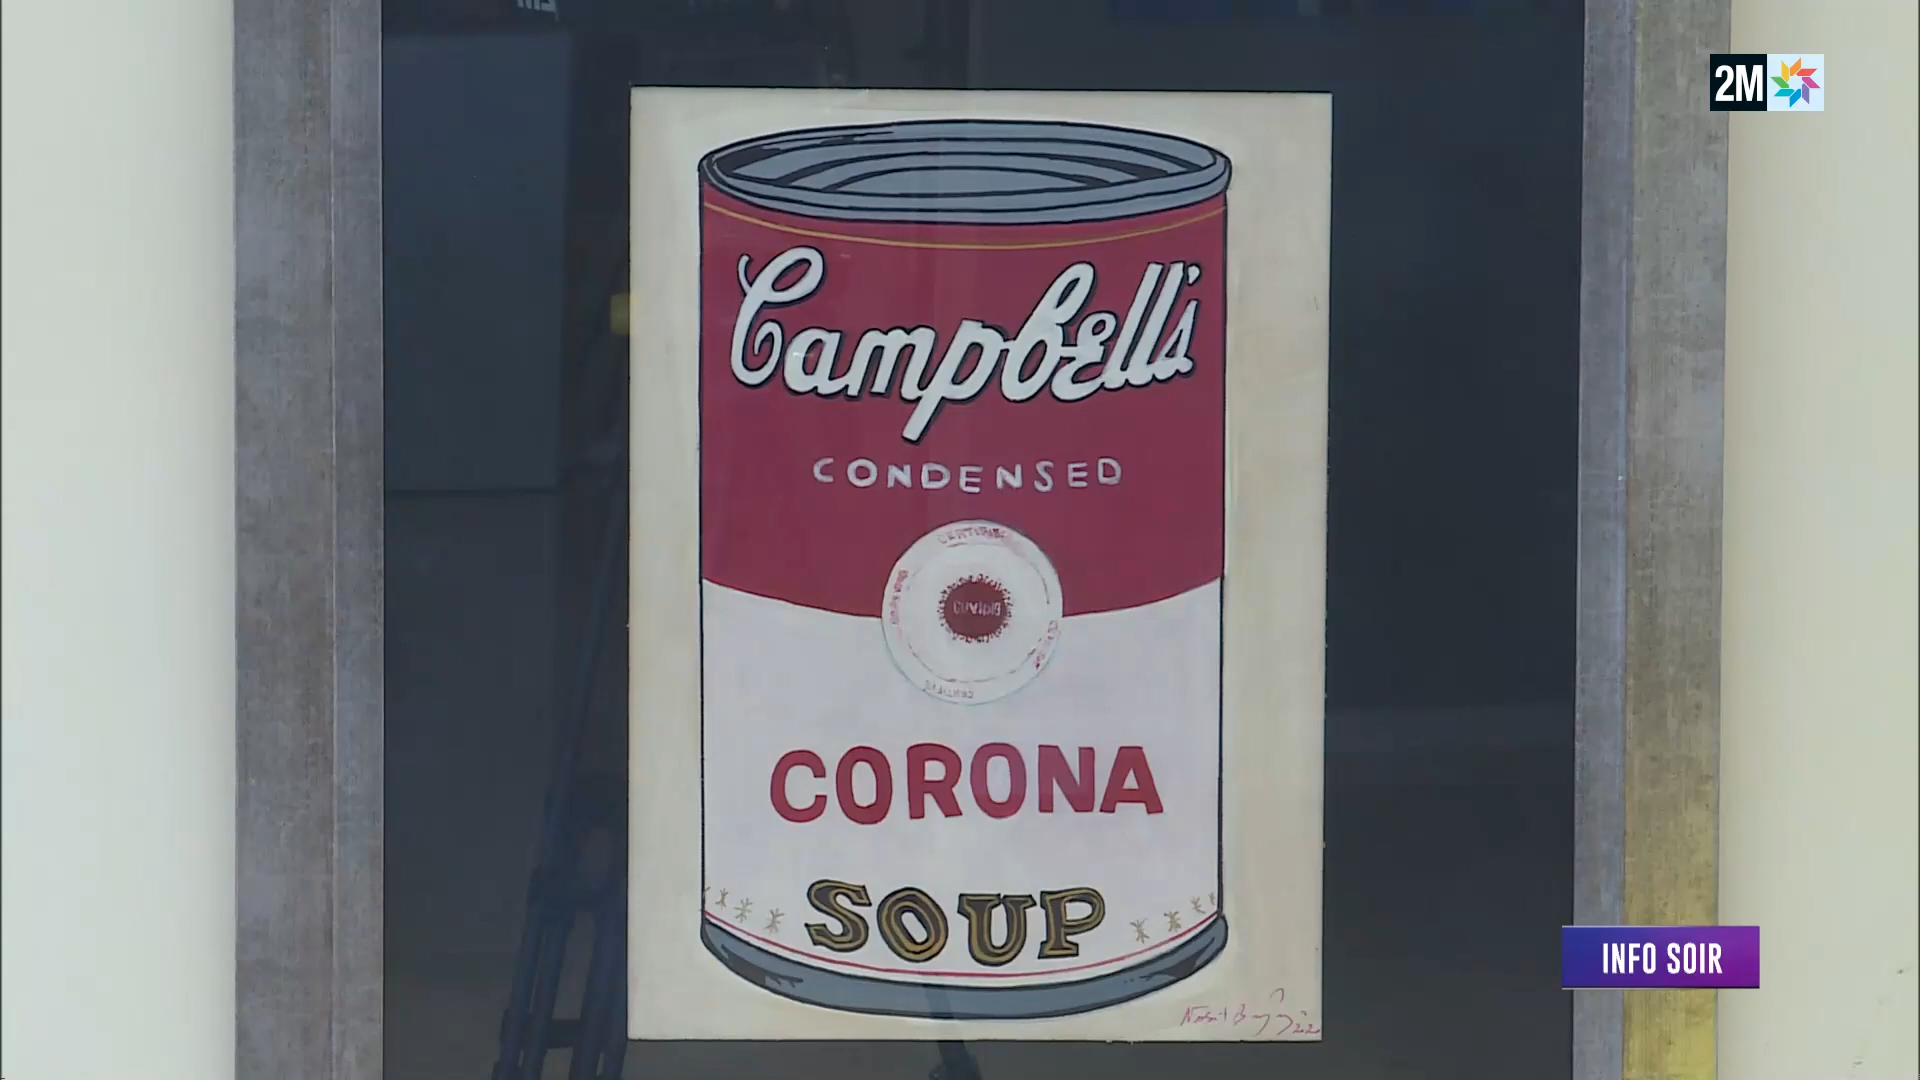 2M
Campbell's
CONDENSED
COVID19
CORONA
SOUP
INFO SOIR